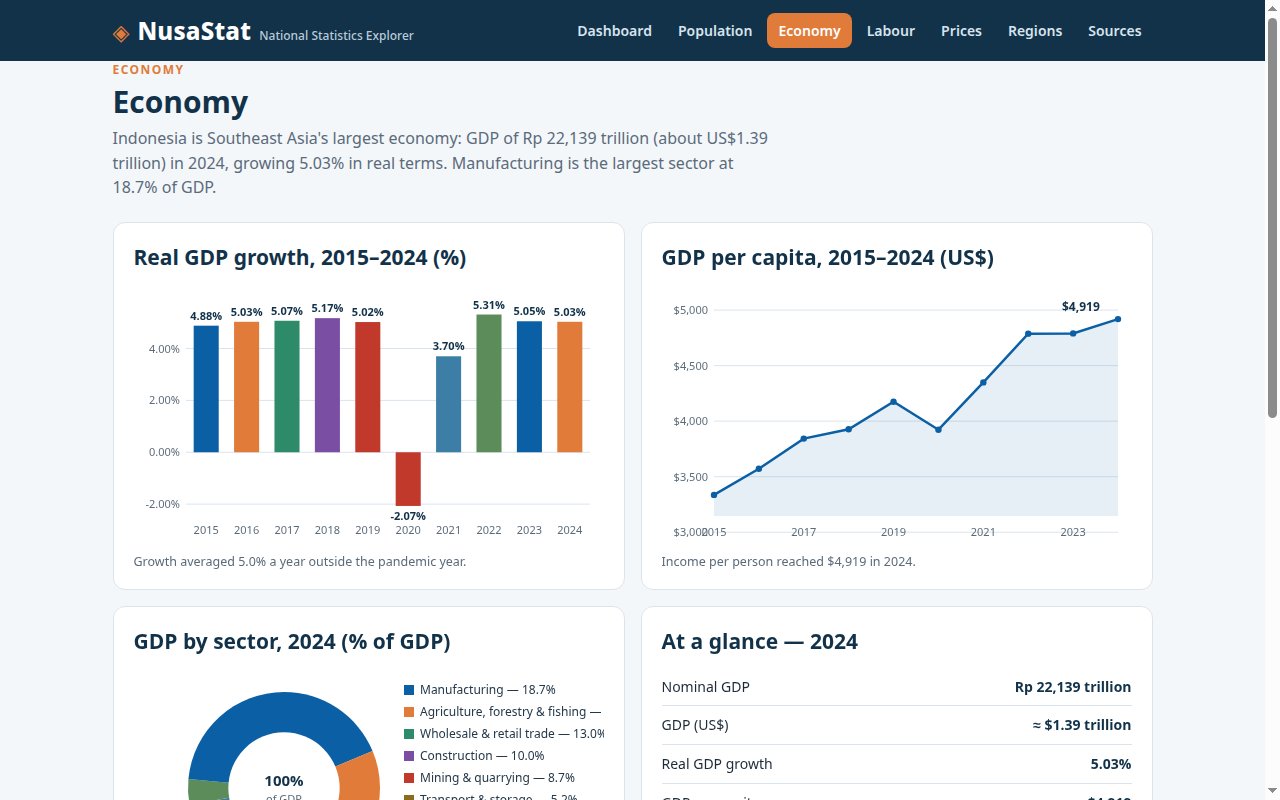 ◈ NusaStat National Statistics Explorer
Dashboard Population Economy Labour Prices Regions Sources
ECONOMY
Economy
Indonesia is Southeast Asia's largest economy: GDP of Rp 22,139 trillion (about US$1.39
trillion) in 2024, growing 5.03% in real terms. Manufacturing is the largest sector at
18.7% of GDP.
Real GDP growth, 2015–2024 (%)
4.88% 5.03% 5.07% 5.17% 5.02% -2.07% 3.70% 5.31% 5.05% 5.03%
4.00%
2.00%
0.00%
-2.00%
2015 2016 2017 2018 2019 2020 2021 2022 2023 2024
Growth averaged 5.0% a year outside the pandemic year.
GDP per capita, 2015–2024 (US$)
$4,919
$5,000
$4,500
$4,000
$3,500
$3,000
2015 2017 2019 2021 2023
Income per person reached $4,919 in 2024.
GDP by sector, 2024 (% of GDP)
100%
of GDP
Manufacturing — 18.7%
Agriculture, forestry & fishing —
Wholesale & retail trade — 13.0%
Construction — 10.0%
Mining & quarrying — 8.7%
Transport & storage — 5.2%
At a glance — 2024
Nominal GDP Rp 22,139 trillion
GDP (US$) ≈ $1.39 trillion
Real GDP growth 5.03%
GDP per capita $4,919